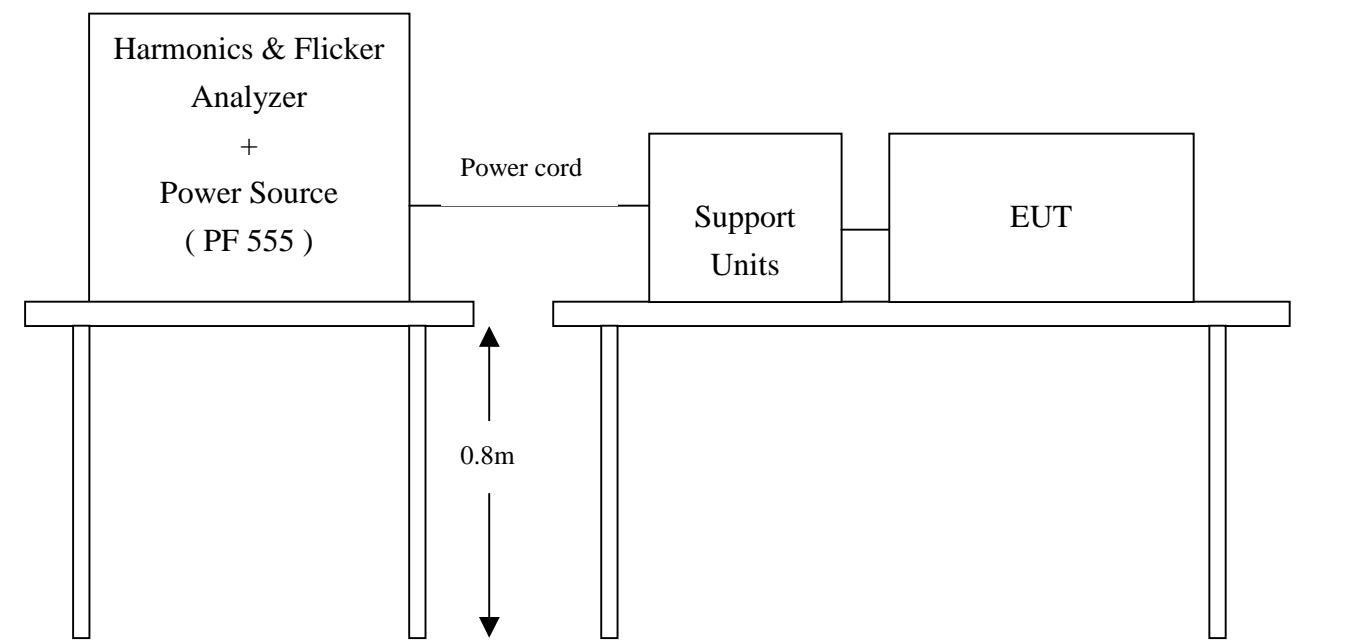 Harmonics & Flicker
Analyzer
+
Power Source
( PF 555 )
Power cord
Support
Units
EUT
0.8m